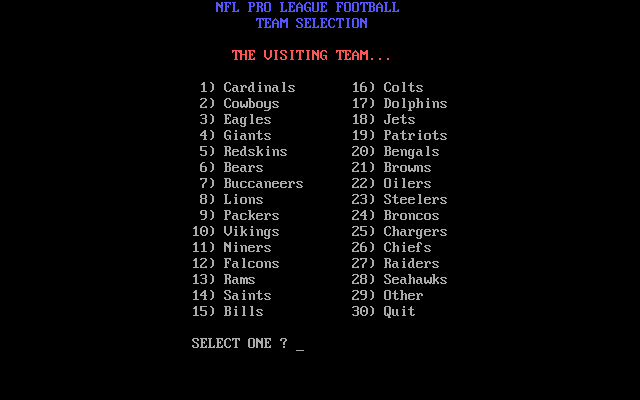 NFL PRO LEAGUE FOOTBALL
TEAM SELECTION
THE VISITING TEAM...
1) Cardinals
2) Cowboys
3) Eagles
4) Giants
5) Redskins
6) Bears
7) Buccaneers
8) Lions
9) Packers
10) Vikings
11) Niners
12) Falcons
13) Rams
14) Saints
15) Bills
16) Colts
17) Dolphins
18) Jets
19) Patriots
20) Bengals
21) Browns
22) Oilers
23) Steelers
24) Broncos
25) Chargers
26) Chiefs
27) Raiders
28) Seahawks
29) Other
30) Quit
SELECT ONE ? _